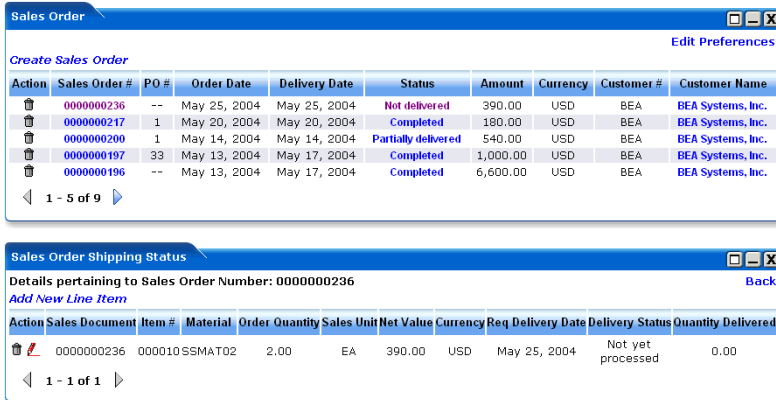 Sales Order
Edit Preferences
Create Sales Order
Action Sales Order # PO # Order Date Delivery Date Status Amount Currency Customer # Customer Name
0000000236 -- May 25, 2004 May 25, 2004 Not delivered 390.00 USD BEA BEA Systems, Inc.
0000000217 1 May 20, 2004 May 20, 2004 Completed 180.00 USD BEA BEA Systems, Inc.
0000000200 1 May 14, 2004 May 14, 2004 Partially delivered 540.00 USD BEA BEA Systems, Inc.
0000000197 33 May 13, 2004 May 17, 2004 Completed 1,000.00 USD BEA BEA Systems, Inc.
0000000196 -- May 13, 2004 May 17, 2004 Completed 6,600.00 USD BEA BEA Systems, Inc.
1 - 5 of 9
Sales Order Shipping Status
Details pertaining to Sales Order Number: 0000000236
Back
Add New Line Item
Action Sales Document Item # Material Order Quantity Sales Unit Net Value Currency Req Delivery Date Delivery Status Quantity Delivered
0000000236 000010 SSMAT02 2.00 EA 390.00 USD May 25, 2004 Not yet processed 0.00
1 - 1 of 1